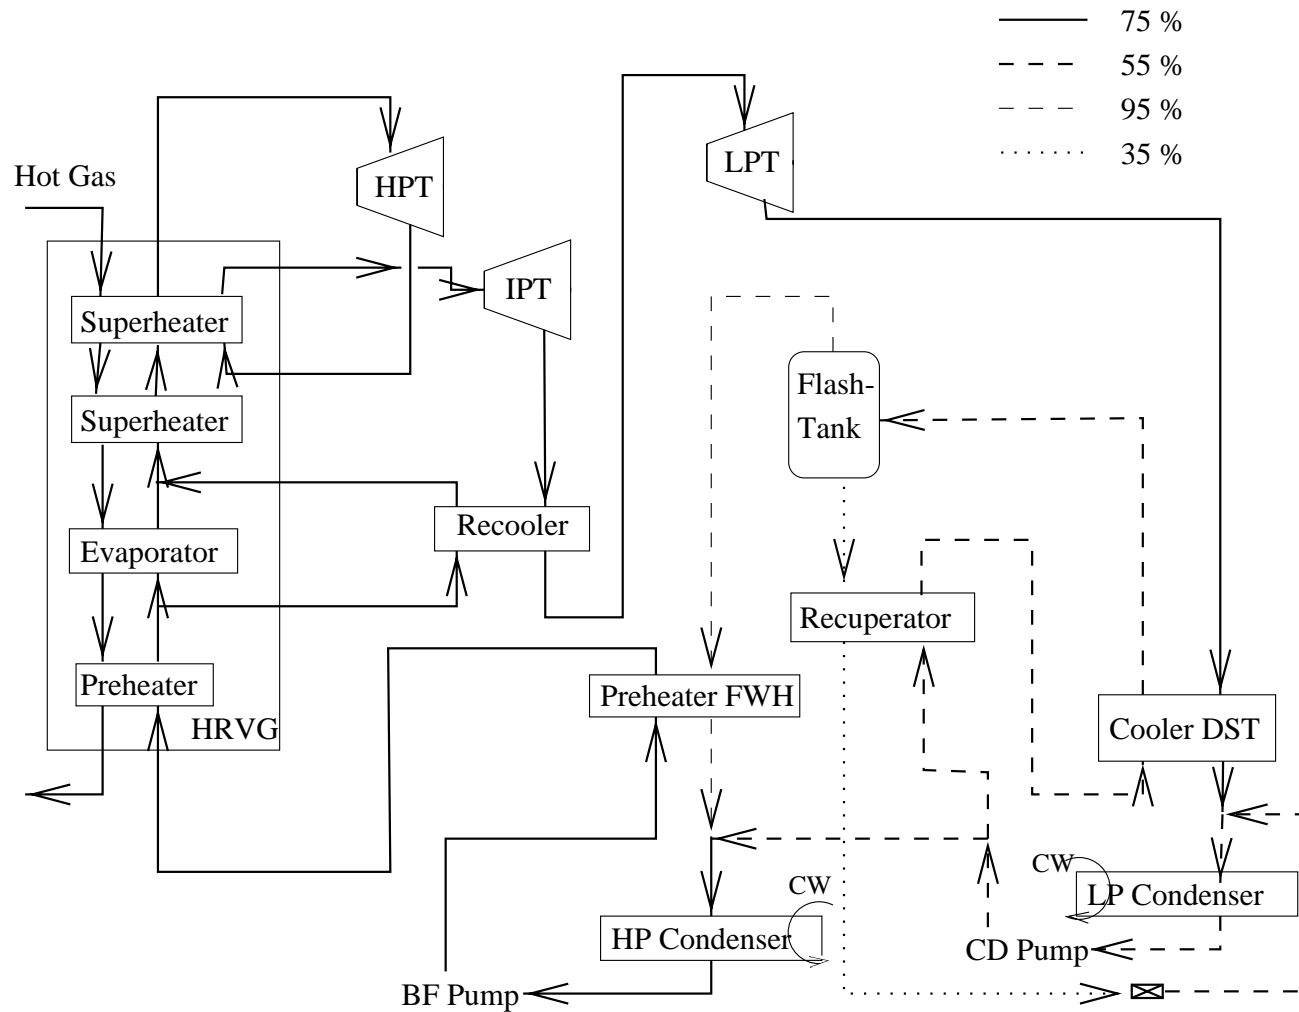 75 %
55 %
95 %
35 %
LPT
Hot Gas
HPT
IPT
Superheater
Flash-
Tank
Superheater
Recooler
Evaporator
Recuperator
Preheater
Preheater FWH
HRVG
Cooler DST
CW
CW
LP Condenser
HP Condenser
CD Pump
BF Pump